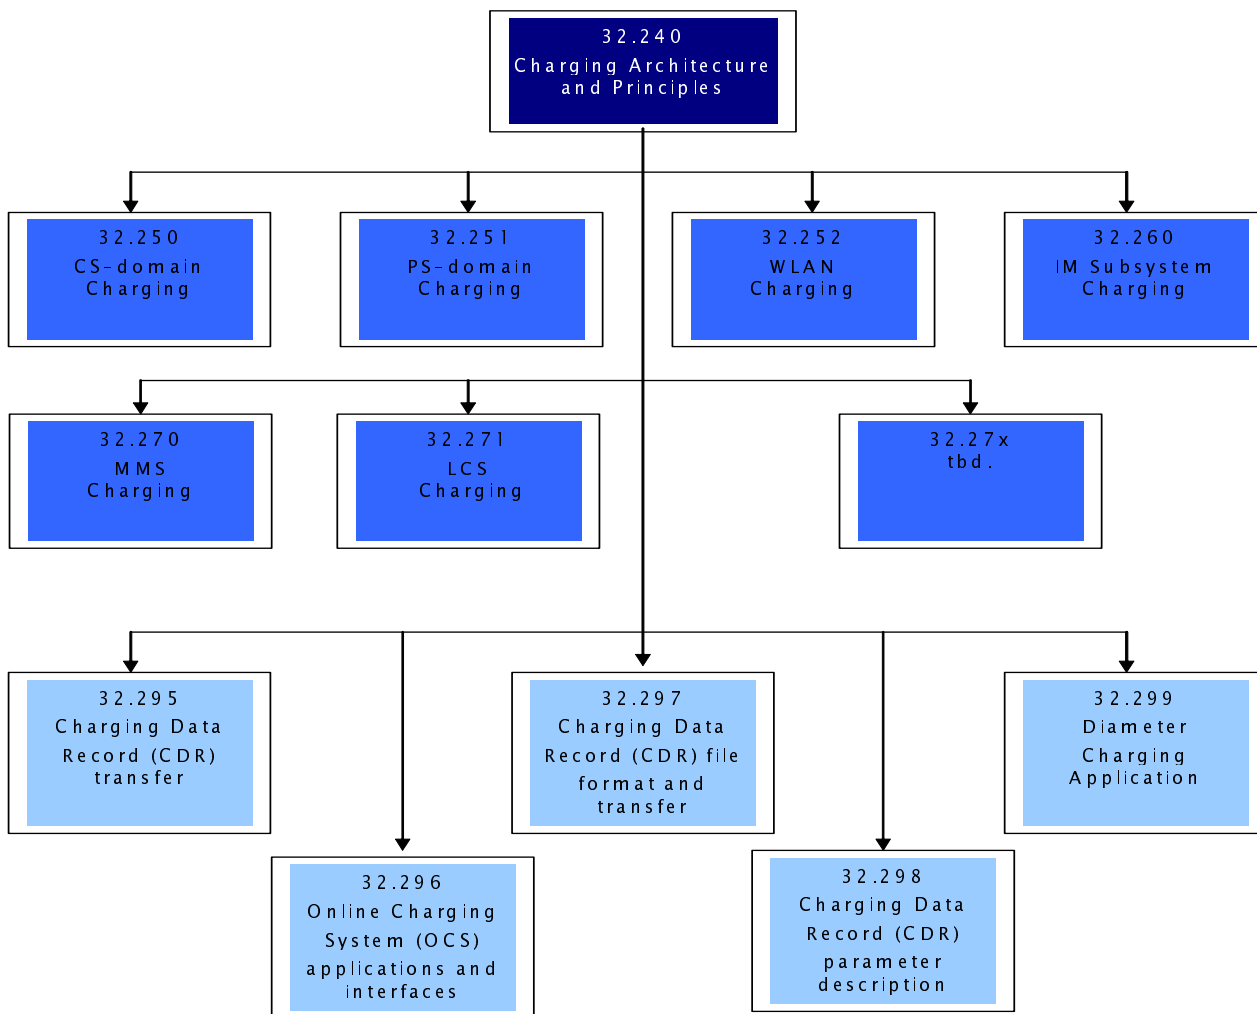 32.240
Charging Architecture
and Principles
32.250
CS-domain
Charging
32.251
PS-domain
Charging
32.252
WLAN
Charging
32.260
IM Subsystem
Charging
32.270
MMS
Charging
32.271
LCS
Charging
32.27x
tbd.
32.295
Charging Data
Record (CDR)
transfer
32.297
Charging Data
Record (CDR) file
format and
transfer
32.299
Diameter
Charging
Application
32.296
Online Charging
System (OCS)
applications and
interfaces
32.298
Charging Data
Record (CDR)
parameter
description